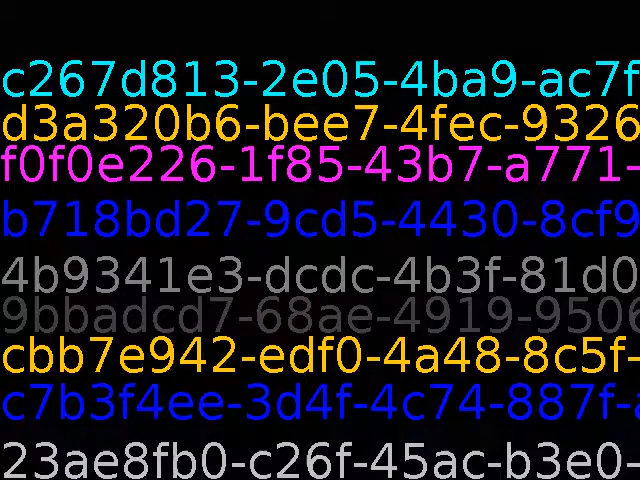 c267d813-2e05-4ba9-ac7f
d3a320b6-bee7-4fec-9326
f0f0e226-1f85-43b7-a771-
b718bd27-9cd5-4430-8cf9
4b9341e3-dcdc-4b3f-81d0
9bbadcd7-68ae-4919-9506
cbb7e942-edf0-4a48-8c5f-
c7b3f4ee-3d4f-4c74-887f-a
23ae8fb0-c26f-45ac-b3e0-